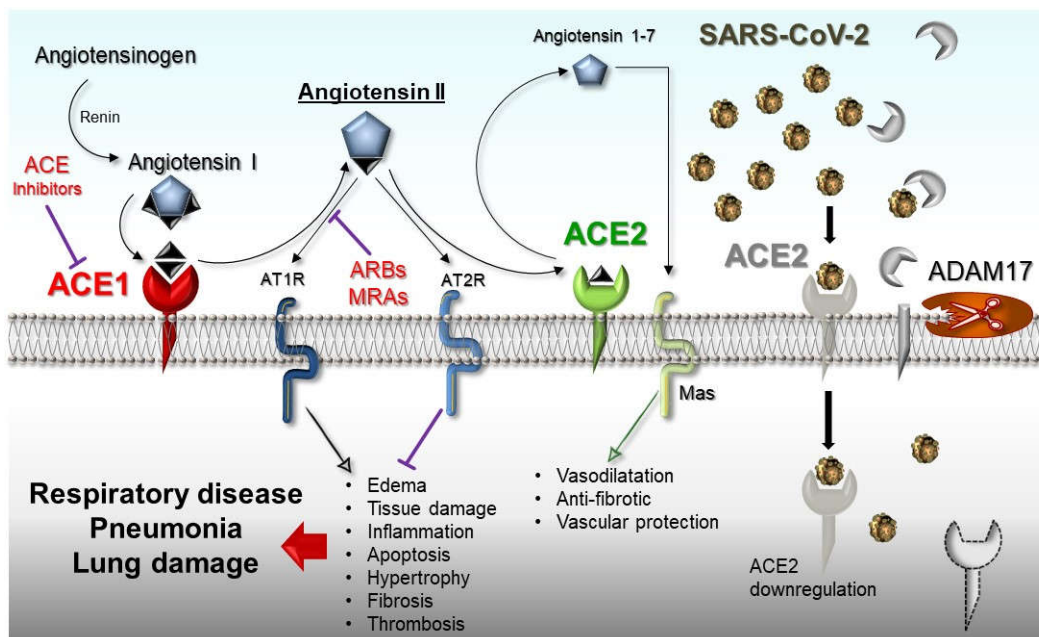 Angiotensinogen
Renin
ACE
Inhibitors
Angiotensin I
ACE1
Angiotensin II
AT1R
ARBs
MRAs
AT2R
Angiotensin 1-7
ACE2
Mas
SARS-CoV-2
ACE2
ADAM17
Respiratory disease
Pneumonia
Lung damage
• Edema
• Tissue damage
• Inflammation
• Apoptosis
• Hypertrophy
• Fibrosis
• Thrombosis
• Vasodilatation
• Anti-fibrotic
• Vascular protection
ACE2
downregulation